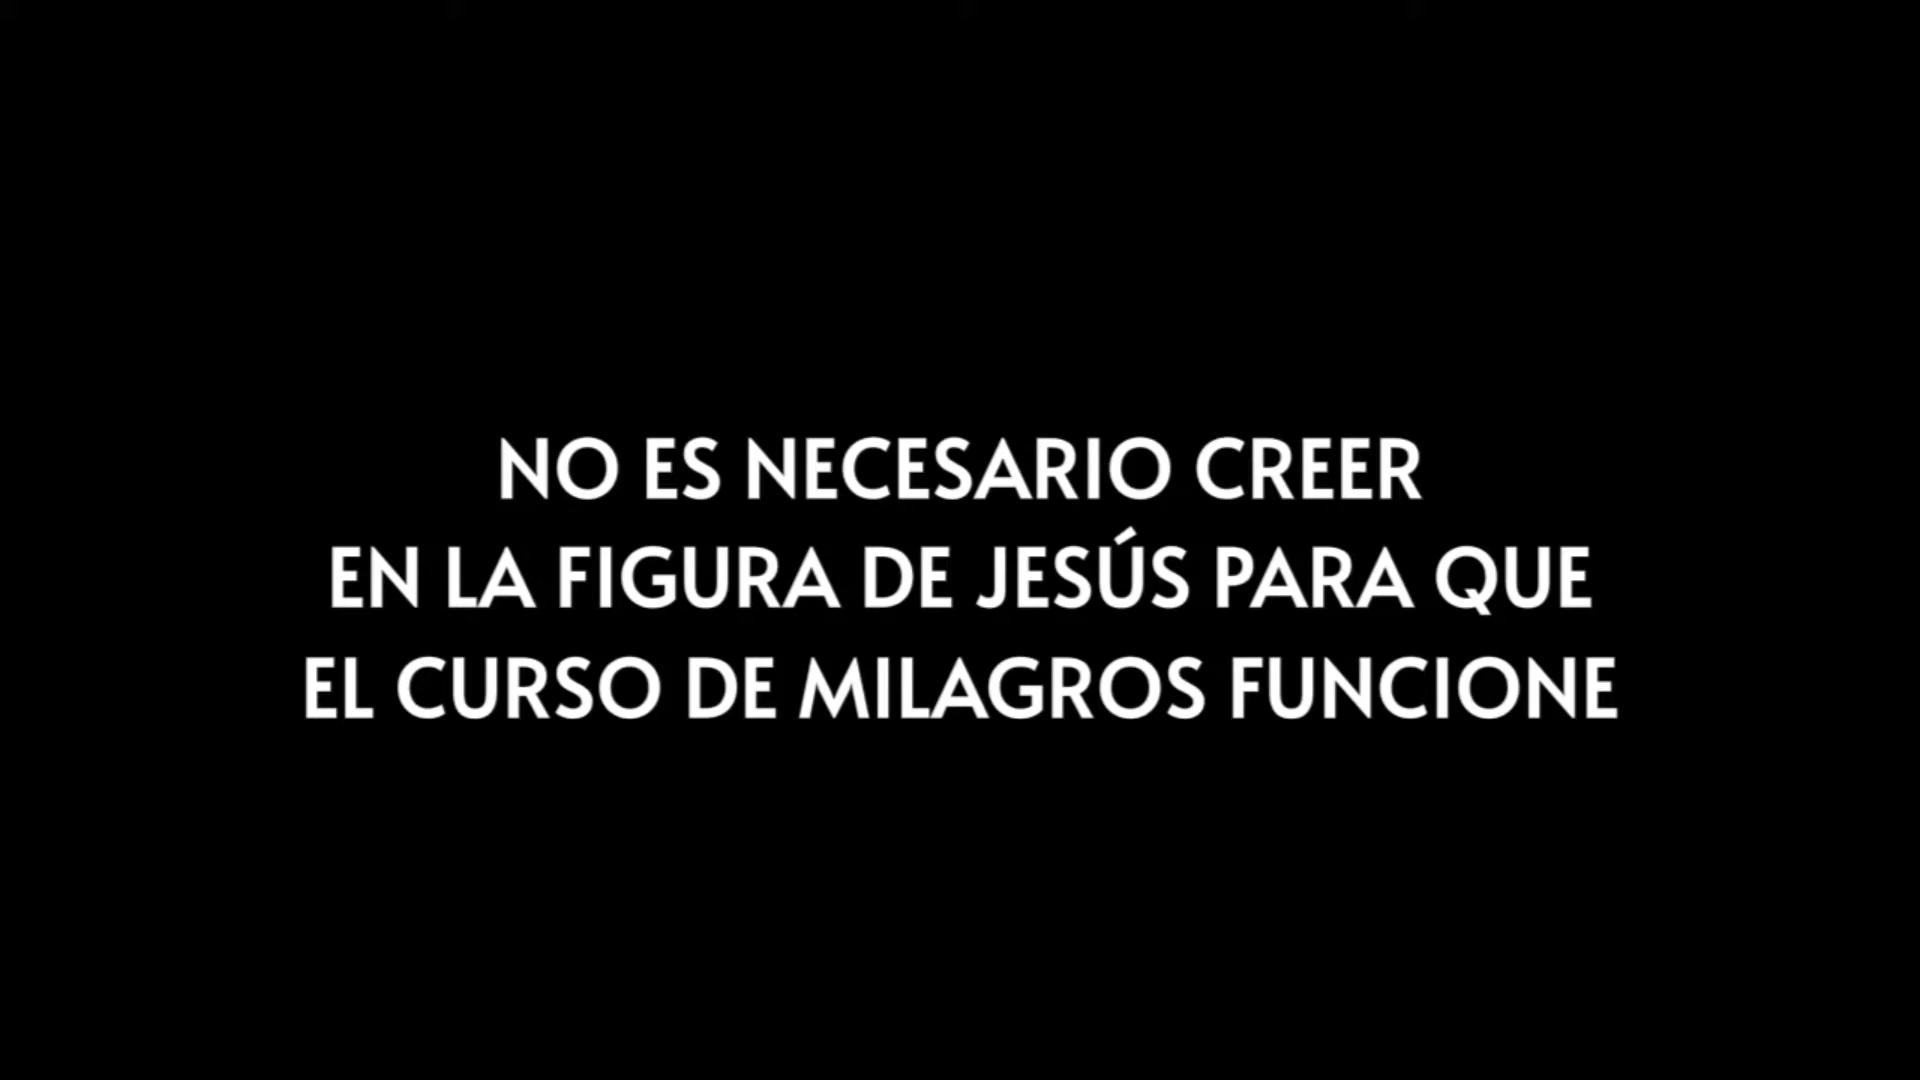 NO ES NECESARIO CREER
EN LA FIGURA DE JESÚS PARA QUE
EL CURSO DE MILAGROS FUNCIONE